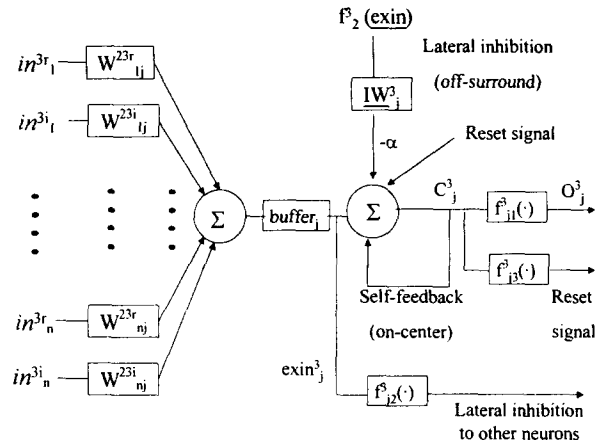 f³₂ (exin)
in³ʳ₁
W²³ʳ₁ⱼ
Lateral inhibition
(off-surround)
in³ⁱ₁
W²³ⁱ₁ⱼ
IW³ⱼ
-α
Reset signal
Σ
bufferⱼ
Σ
C³ⱼ
f³ⱼ₁(·)
O³ⱼ
f³ⱼ₃(·)
Self-feedback
(on-center)
Reset
signal
in³ʳₙ
W²³ʳₙⱼ
in³ⁱₙ
W²³ⁱₙⱼ
exin³ⱼ
f³ⱼ₂(·)
Lateral inhibition
to other neurons